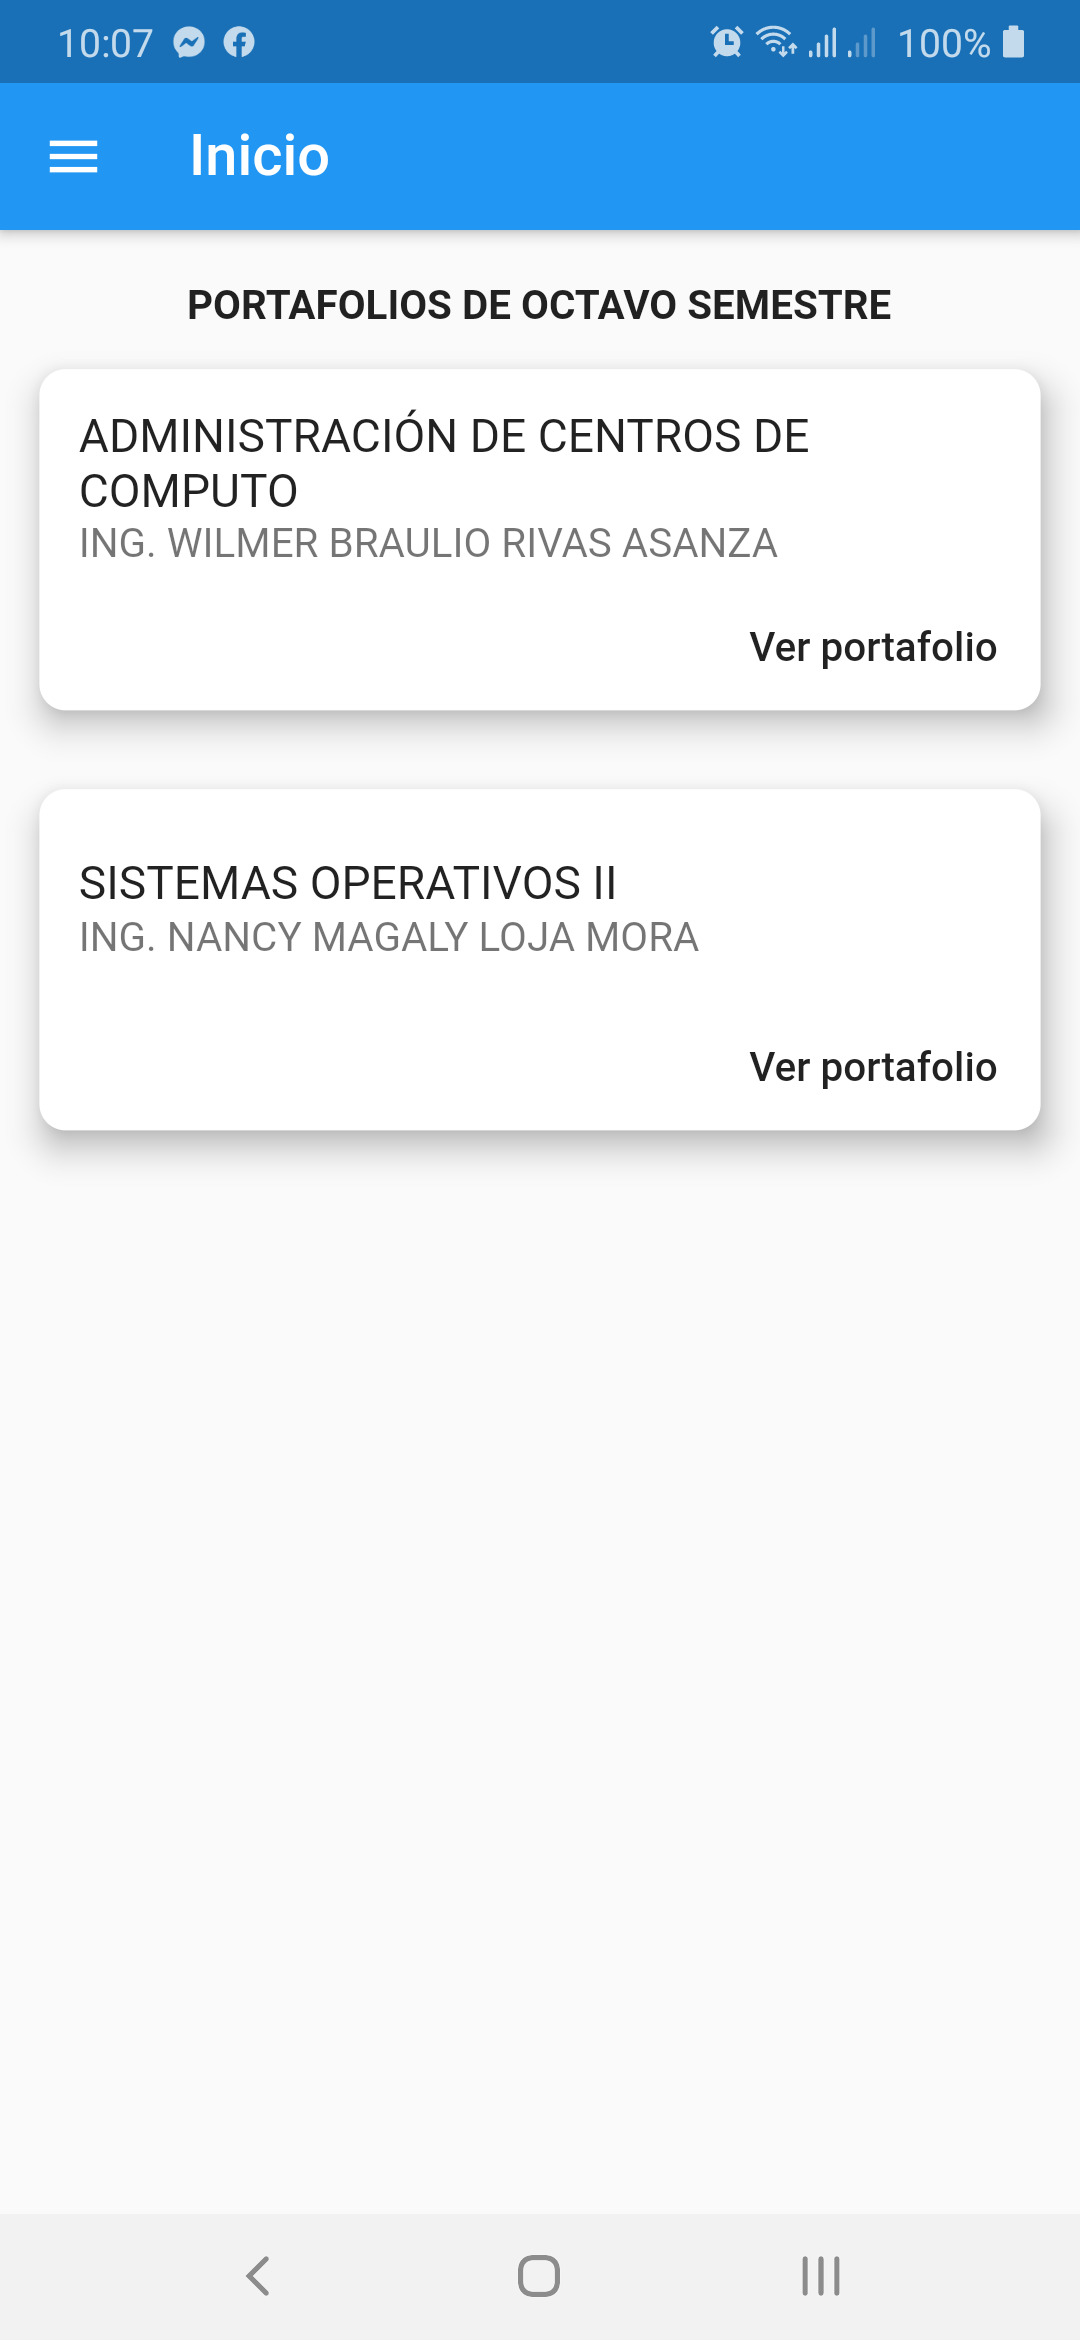 10:07 100%
Inicio
PORTAFOLIOS DE OCTAVO SEMESTRE
ADMINISTRACIÓN DE CENTROS DE
COMPUTO
ING. WILMER BRAULIO RIVAS ASANZA
Ver portafolio
SISTEMAS OPERATIVOS II
ING. NANCY MAGALY LOJA MORA
Ver portafolio